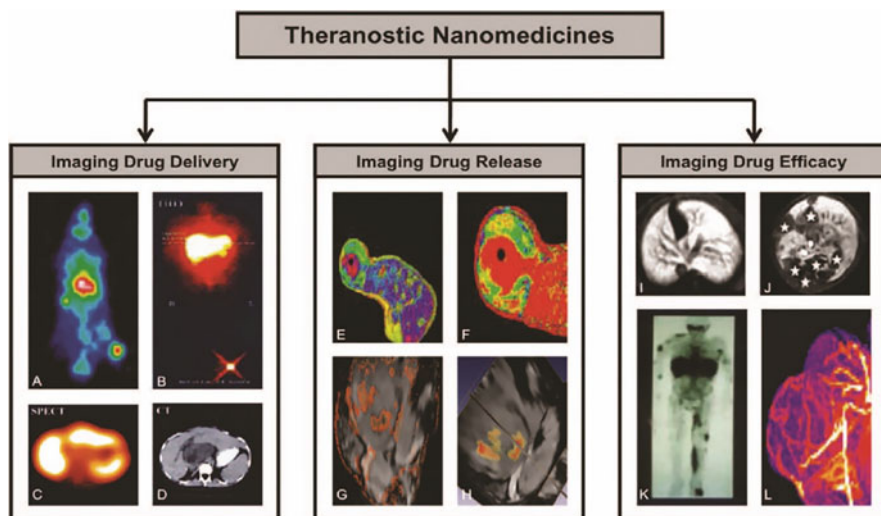 Theranostic Nanomedicines
Imaging Drug Delivery
Imaging Drug Release
Imaging Drug Efficacy
A
B
E
F
I
J
SPECT
CT
C
D
G
H
K
L